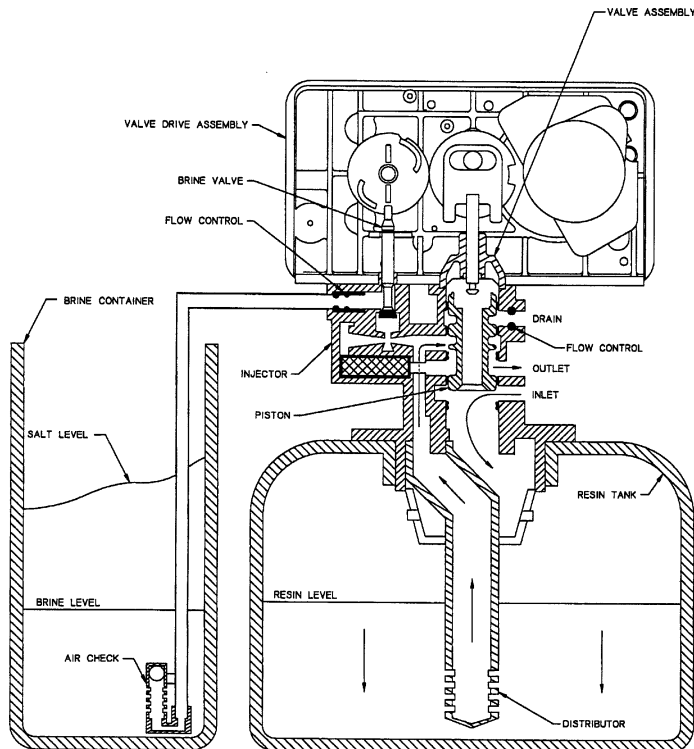 VALVE ASSEMBLY
VALVE DRIVE ASSEMBLY
BRINE VALVE
FLOW CONTROL
BRINE CONTAINER
DRAIN
FLOW CONTROL
INJECTOR
OUTLET
INLET
PISTON
SALT LEVEL
RESIN TANK
BRINE LEVEL
RESIN LEVEL
AIR CHECK
DISTRIBUTOR